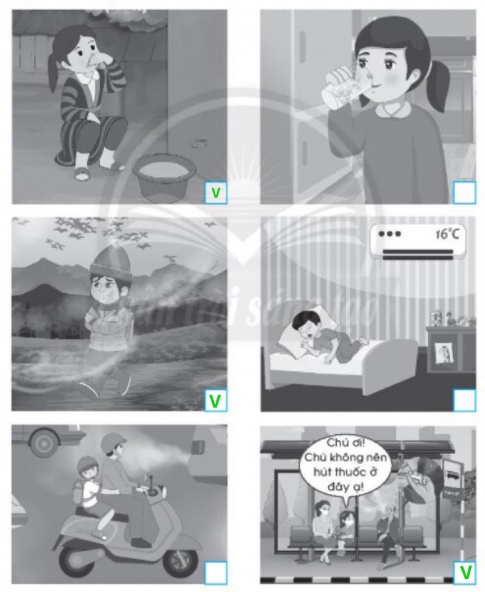 V
16°C
V
Chú ơi!
Chú không nên
hút thuốc ở
đây ạ!
V